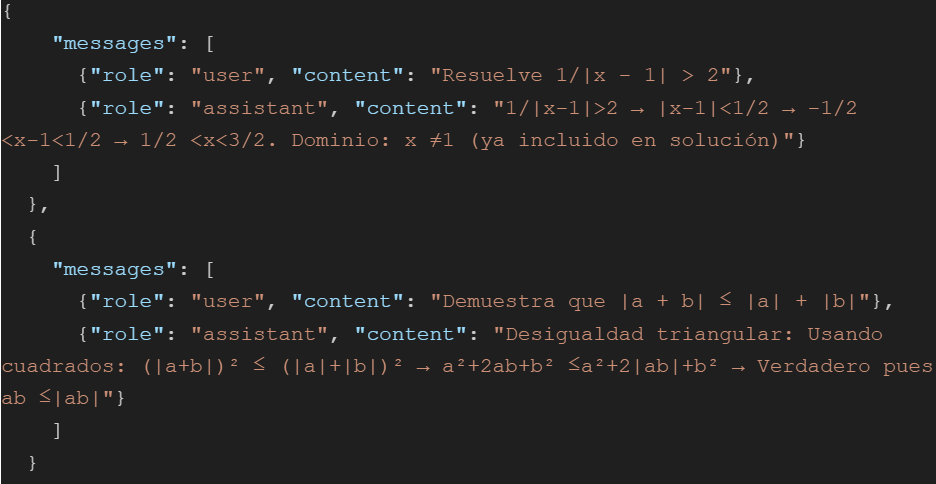 {
"messages": [
{"role": "user", "content": "Resuelve 1/|x - 1| > 2"},
{"role": "assistant", "content": "1/|x-1|>2 → |x-1|<1/2 → -1/2
<x-1<1/2 → 1/2 <x<3/2. Dominio: x ≠1 (ya incluido en solución)"}
]
},
{
"messages": [
{"role": "user", "content": "Demuestra que |a + b| ≤ |a| + |b|"},
{"role": "assistant", "content": "Desigualdad triangular: Usando
cuadrados: (|a+b|)² ≤ (|a|+|b|)² → a²+2ab+b² ≤a²+2|ab|+b² → Verdadero pues
ab ≤|ab|"}
]
}